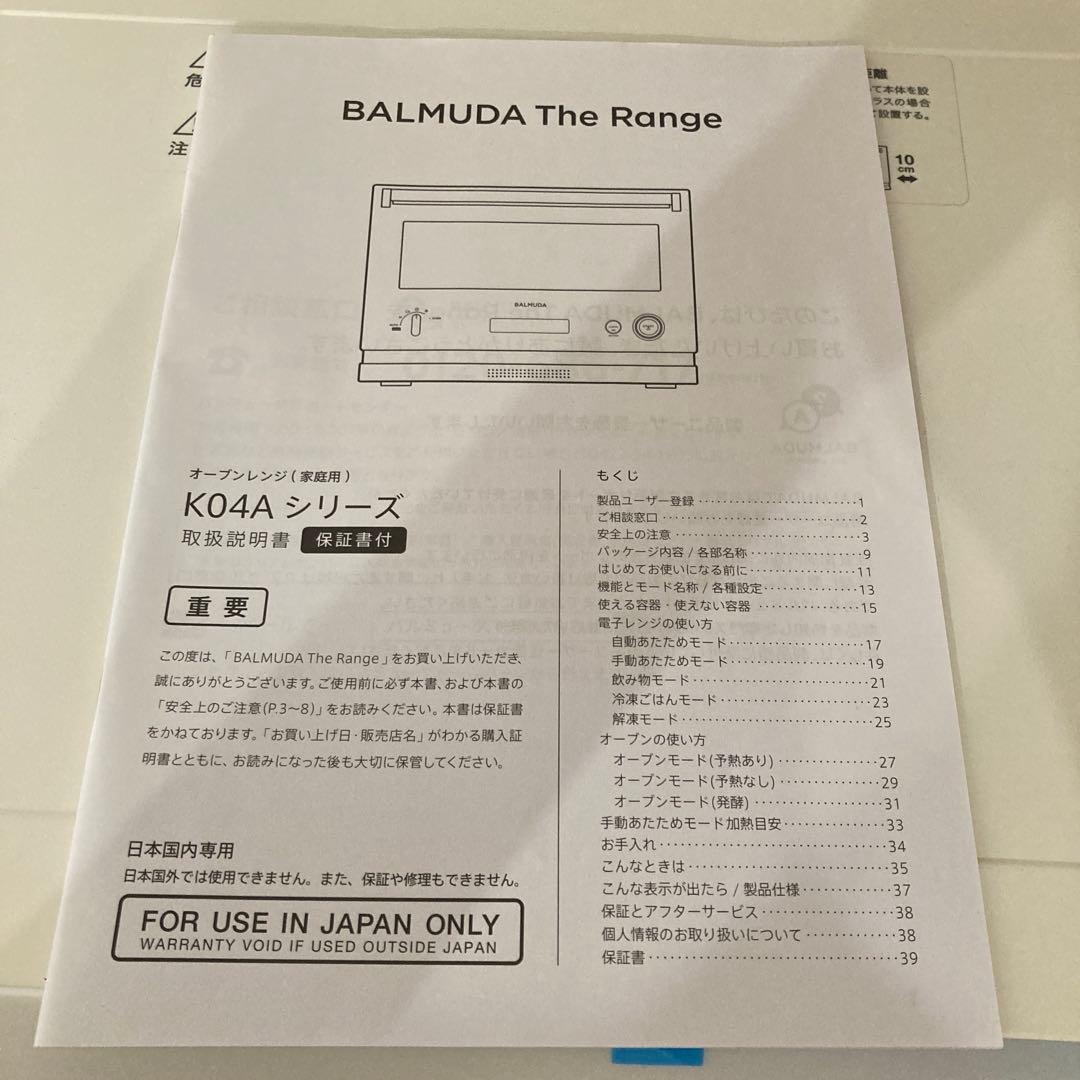 危
注
距離
て本体を設
ラスの場合
設置する。
10
cm
BALMUDA The Range
BALMUDA
オーブンレンジ(家庭用)
K04A シリーズ
取扱説明書 保証書付
重要
この度は、「BALMUDA The Range」をお買い上げいただき、
誠にありがとうございます。ご使用前に必ず本書、および本書の
「安全上のご注意(P.3~8)」をお読みください。本書は保証書
をかねております。「お買い上げ日・販売店名」がわかる購入証
明書とともに、お読みになった後も大切に保管してください。
日本国内専用
日本国外では使用できません。また、保証や修理もできません。
FOR USE IN JAPAN ONLY
WARRANTY VOID IF USED OUTSIDE JAPAN
もくじ
製品ユーザー登録 ・・・・・・・・・・・・・・・・・・・・1
ご相談窓口 ・・・・・・・・・・・・・・・・・・・・・・・・・2
安全上の注意 ・・・・・・・・・・・・・・・・・・・・・・・3
パッケージ内容 / 各部名称 ・・・・・・・・・・・・9
はじめてお使いになる前に ・・・・・・・・・・・・11
機能とモード名称 / 各種設定・・・・・・・・・・13
使える容器・使えない容器 ・・・・・・・・・・・・15
電子レンジの使い方
自動あたためモード・・・・・・・・・・・・・・・・17
手動あたためモード・・・・・・・・・・・・・・・・19
飲み物モード・・・・・・・・・・・・・・・・・・・・・21
冷凍ごはんモード・・・・・・・・・・・・・・・・・・23
解凍モード・・・・・・・・・・・・・・・・・・・・・・・25
オーブンの使い方
オーブンモード(予熱あり) ・・・・・・・・・・・27
オーブンモード(予熱なし) ・・・・・・・・・・・29
オーブンモード(発酵) ・・・・・・・・・・・・・・31
手動あたためモード加熱目安・・・・・・・・・・33
お手入れ・・・・・・・・・・・・・・・・・・・・・・・・・・34
こんなときは・・・・・・・・・・・・・・・・・・・・・・・35
こんな表示が出たら / 製品仕様・・・・・・・・・37
保証とアフターサービス・・・・・・・・・・・・・・38
個人情報のお取り扱いについて・・・・・・・・・38
保証書・・・・・・・・・・・・・・・・・・・・・・・・・・・・39